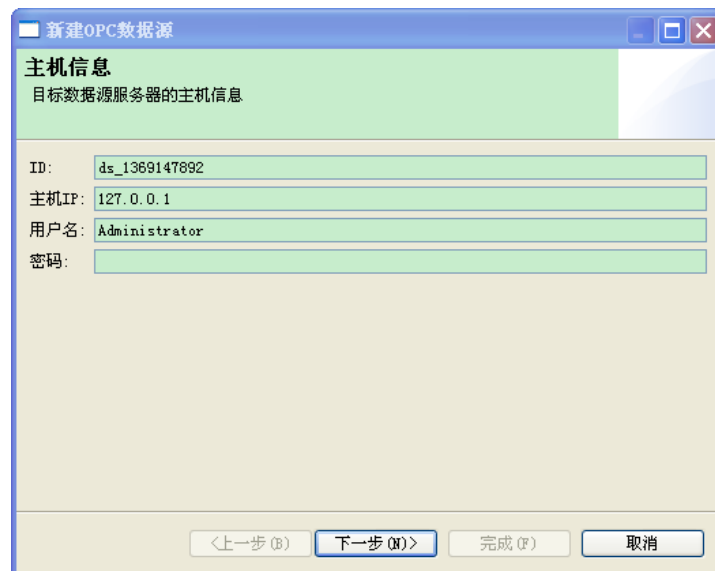 新建OPC数据源
主机信息
目标数据源服务器的主机信息
ID: ds_1369147892
主机IP: 127.0.0.1
用户名: Administrator
密码:
<上一步(B) 下一步(N)> 完成(F) 取消